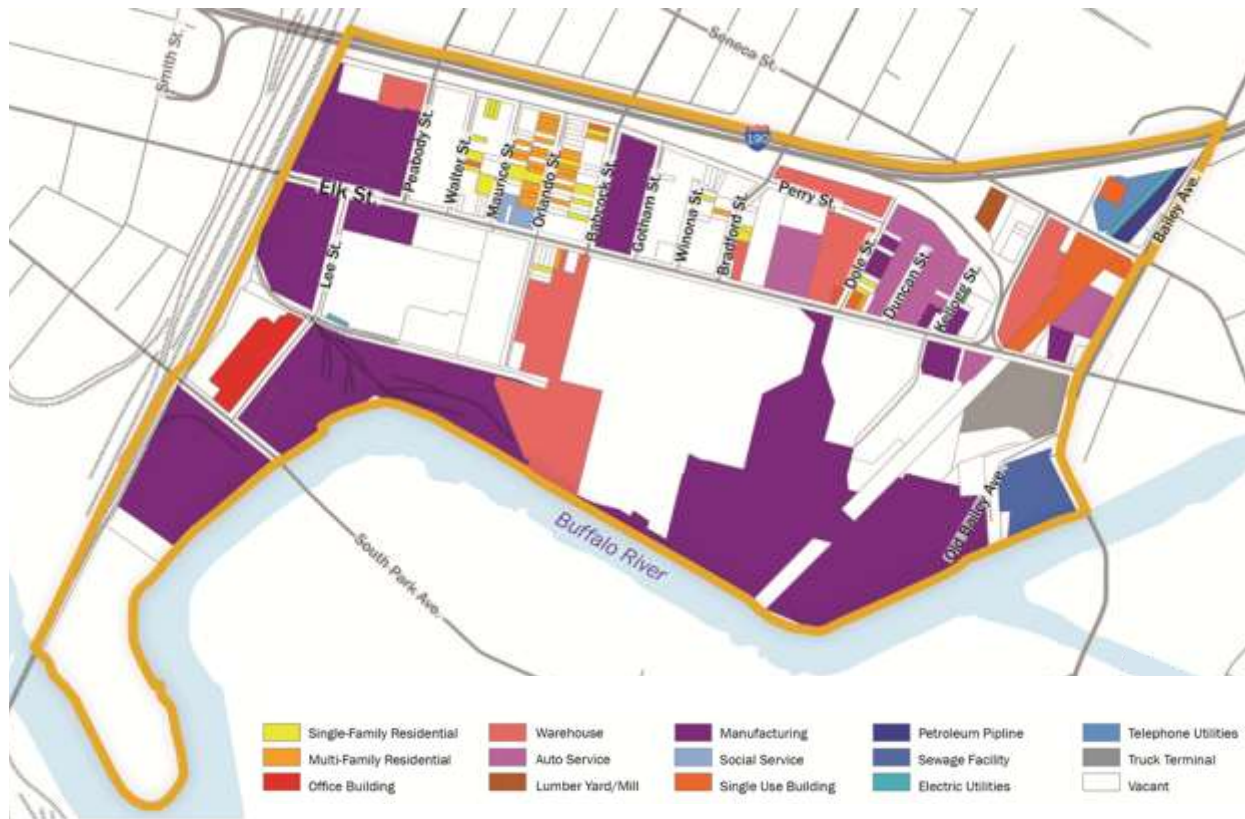 Smith St.
Seneca St.
190
Peabody St.
Walter St.
Maurice St.
Orlando St.
Babcock St.
Gotham St.
Winona St.
Bradford St.
Perry St.
Dole St.
Duncan St.
Kellogg St.
Bailey Ave.
Elk St.
Lee St.
Old Bailey Ave.
South Park Ave.
Buffalo River
Single-Family Residential
Multi-Family Residential
Office Building
Warehouse
Auto Service
Lumber Yard/Mill
Manufacturing
Social Service
Single Use Building
Petroleum Pipline
Sewage Facility
Electric Utilities
Telephone Utilities
Truck Terminal
Vacant